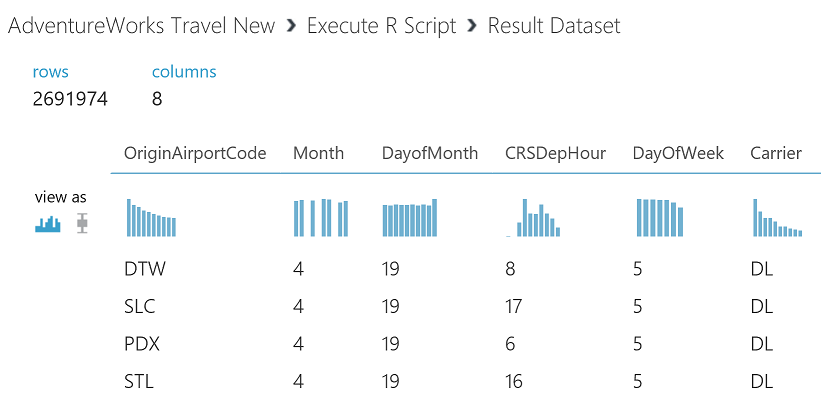 AdventureWorks Travel New > Execute R Script > Result Dataset
rows columns
2691974 8
OriginAirportCode Month DayofMonth CRSDepHour DayOfWeek Carrier
view as
DTW 4 19 8 5 DL
SLC 4 19 17 5 DL
PDX 4 19 6 5 DL
STL 4 19 16 5 DL